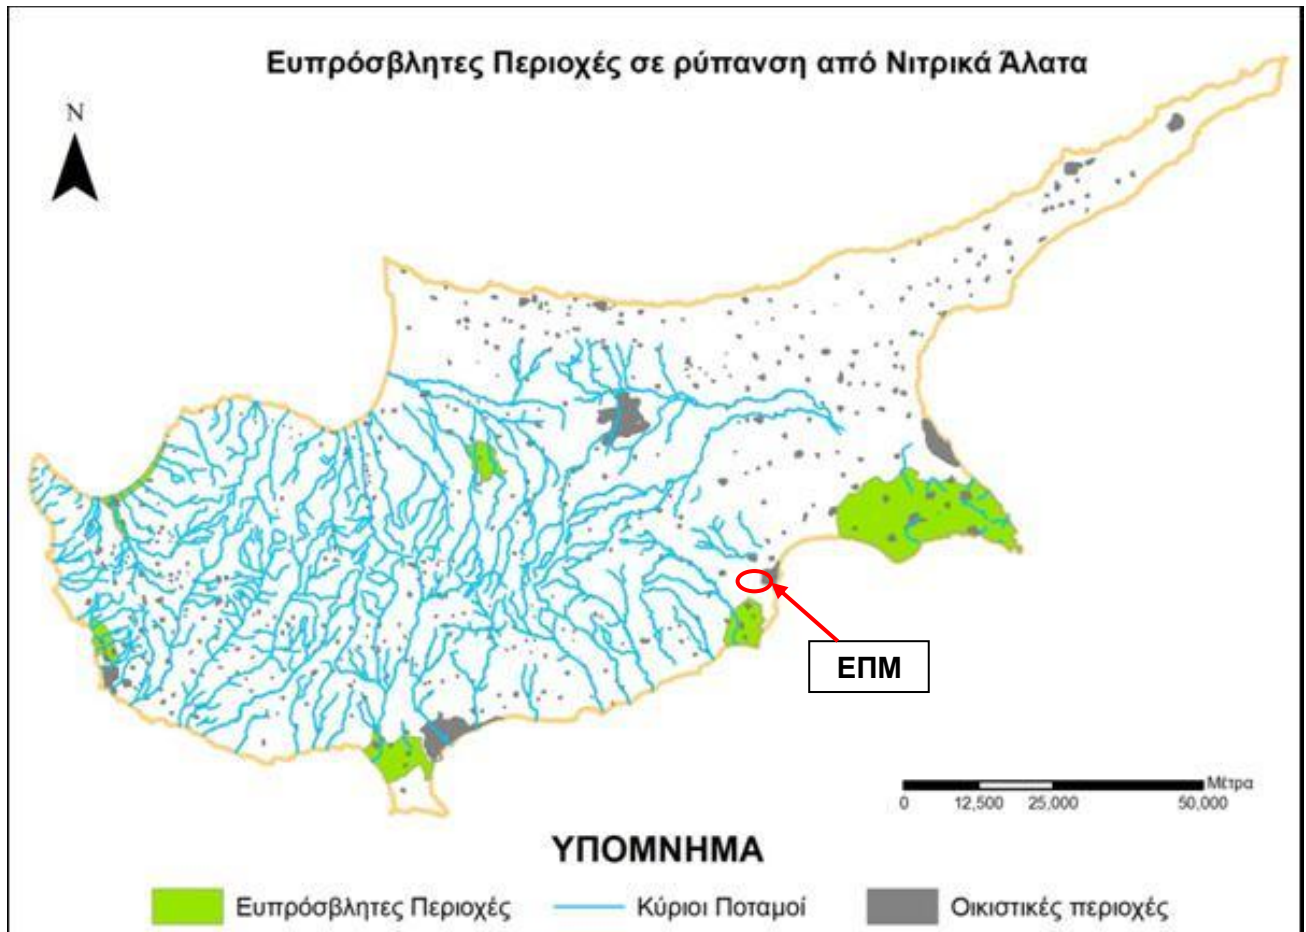 Ευπρόσβλητες Περιοχές σε ρύπανση από Νιτρικά Άλατα
N
ΕΠΜ
Μέτρα
0 12,500 25,000 50,000
ΥΠΟΜΝΗΜΑ
Ευπρόσβλητες Περιοχές Κύριοι Ποταμοί Οικιστικές περιοχές